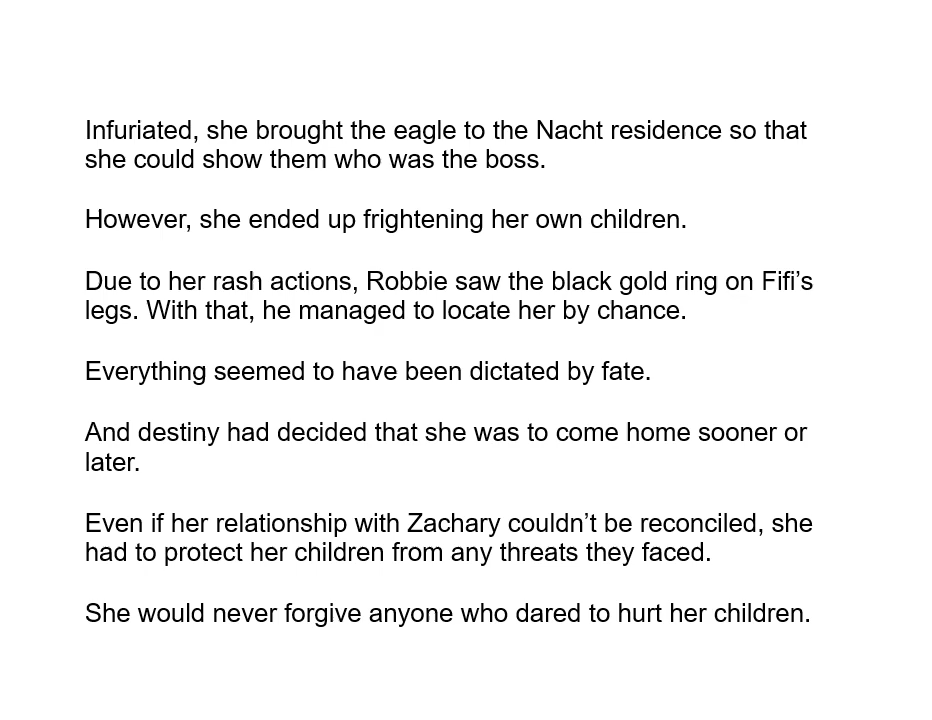 Infuriated, she brought the eagle to the Nacht residence so that
she could show them who was the boss.
However, she ended up frightening her own children.
Due to her rash actions, Robbie saw the black gold ring on Fifi’s
legs. With that, he managed to locate her by chance.
Everything seemed to have been dictated by fate.
And destiny had decided that she was to come home sooner or
later.
Even if her relationship with Zachary couldn’t be reconciled, she
had to protect her children from any threats they faced.
She would never forgive anyone who dared to hurt her children.